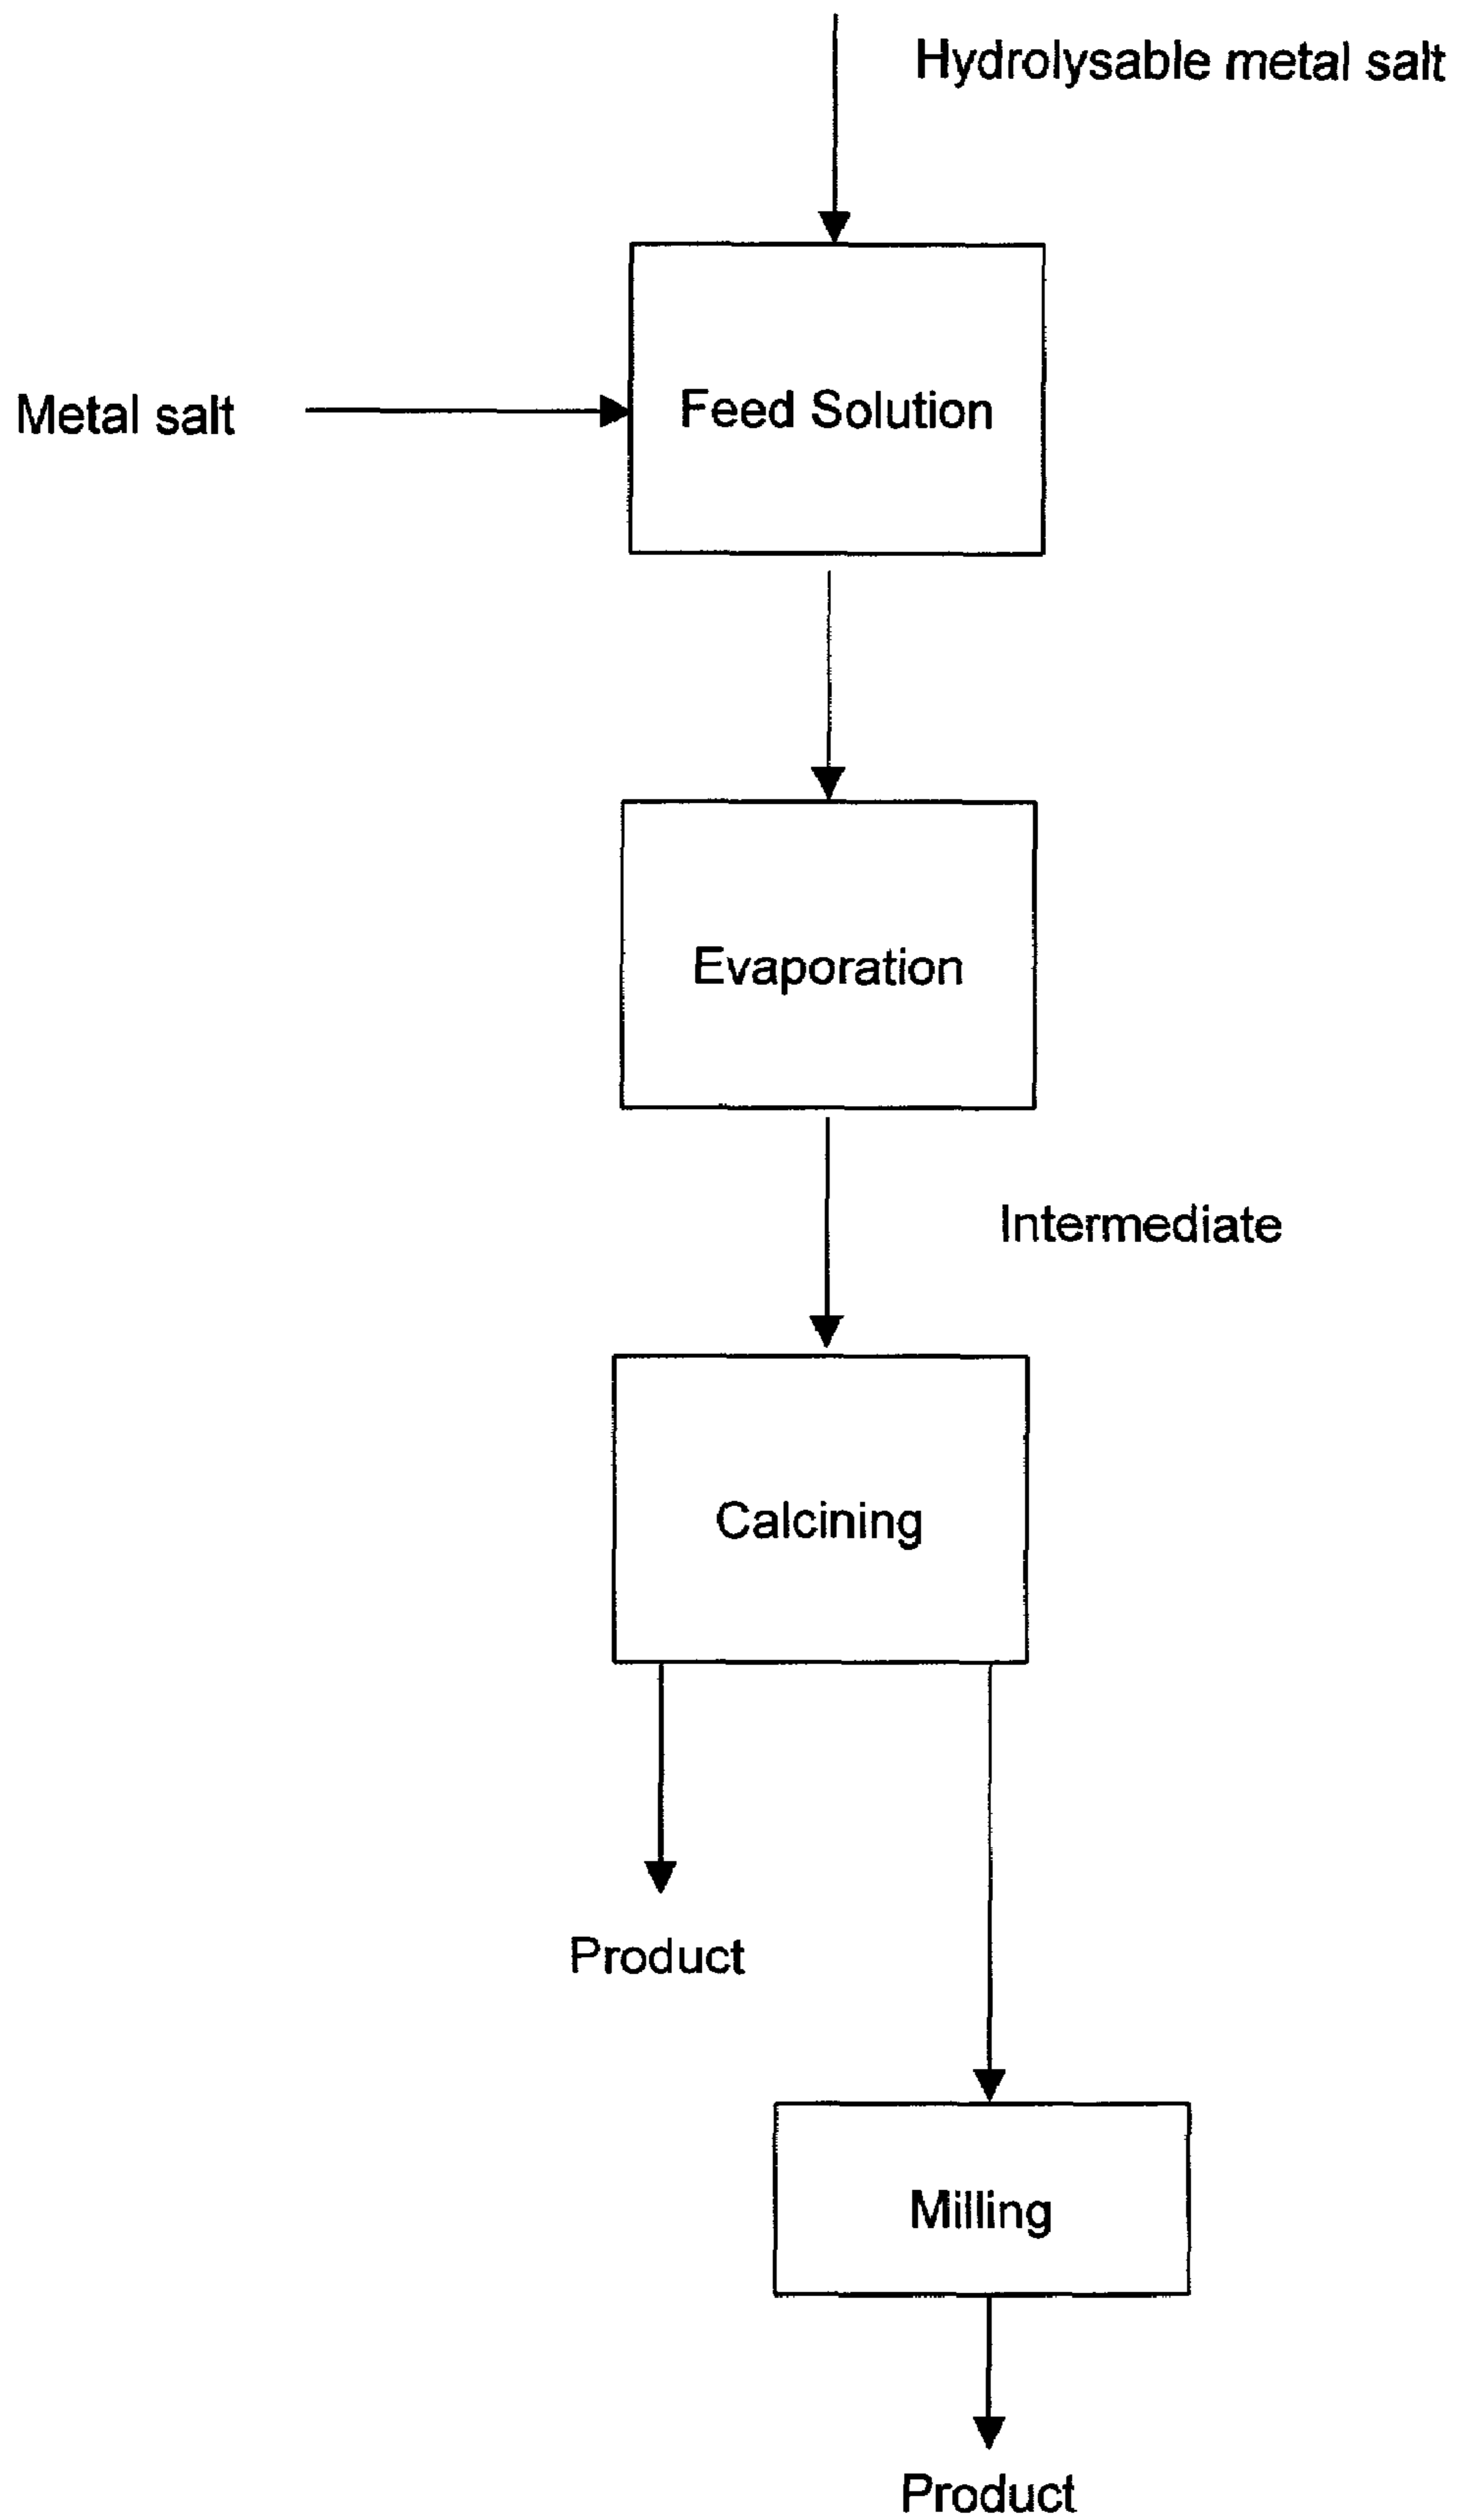 Hydrolysable metal salt
Metal salt
Feed Solution
Evaporation
Intermediate
Calcining
Product
Milling
Product